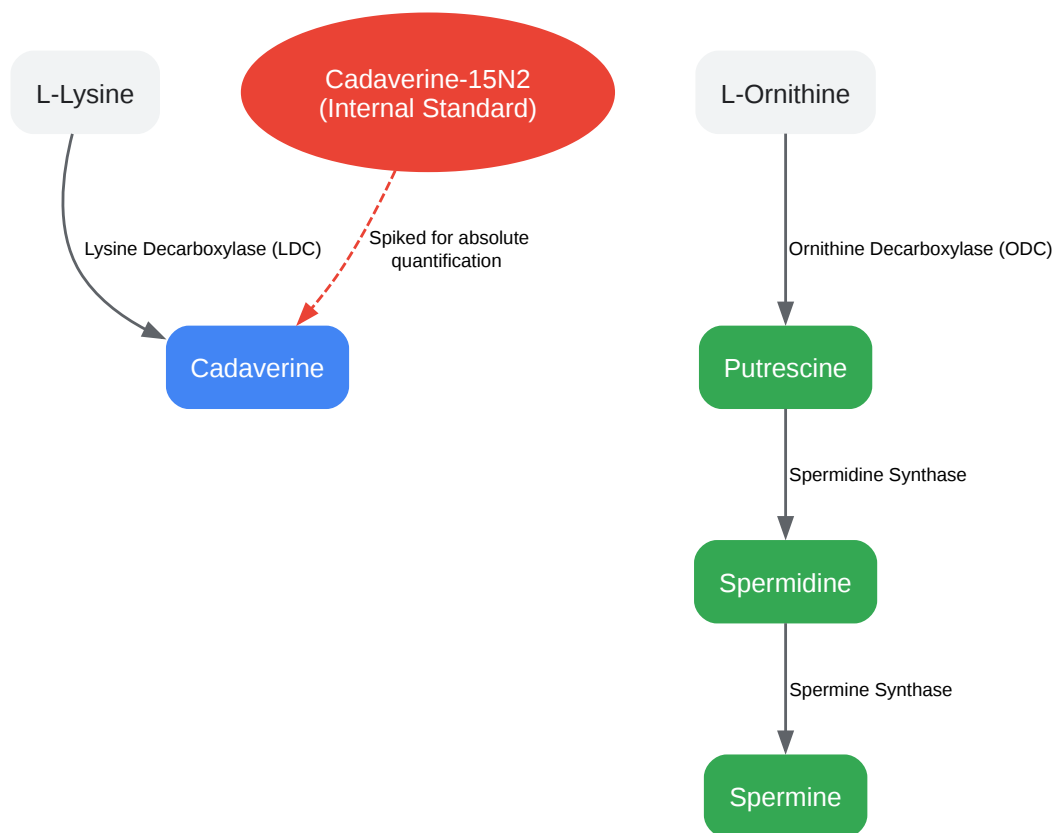 L-Lysine
Cadaverine-15N2
(Internal Standard)
L-Ornithine
Lysine Decarboxylase (LDC)
Spiked for absolute
quantification
Ornithine Decarboxylase (ODC)
Cadaverine
Putrescine
Spermidine Synthase
Spermidine
Spermine Synthase
Spermine